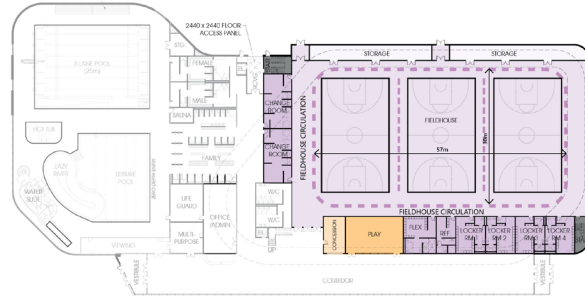 2440 x 2440 FLOOR
ACCESS PANEL
STORAGE
STORAGE
STG.
FEMALE
8 LANE POOL
(25m)
MALE
CHANGE
ROOM
FIELDHOUSE CIRCULATION
FIELDHOUSE
SAUNA
HOT TUB
CHANGE
ROOM
57m
FAMILY
LAZY
RIVER
LEISURE
POOL
WATER
SLIDE
LIFE
GUARD
OFFICE
/ADMIN
W/C
W/C
FIELDHOUSE CIRCULATION
MULTI-
PURPOSE
VIEWING
UP
CONCESSION
PLAY
FLEX
REF.
LOCKER
RM 1
LOCKER
RM 2
LOCKER
RM 3
LOCKER
RM 4
VESTIBULE
CORRIDOR
VESTIBULE